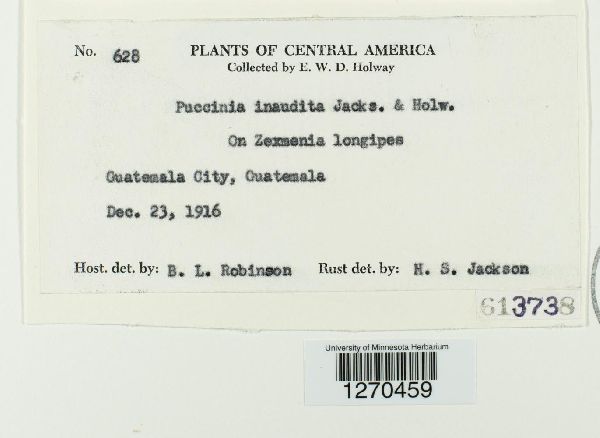 No. 628 PLANTS OF CENTRAL AMERICA
Collected by E. W. D. Holway
Puccinia inaudita Jacks. & Holw.
On Zexmenia longipes
Guatemala City, Guatemala
Dec. 23, 1916
Host. det. by: B. L. Robinson Rust det. by: H. S. Jackson
613738
University of Minnesota Herbarium
1270459